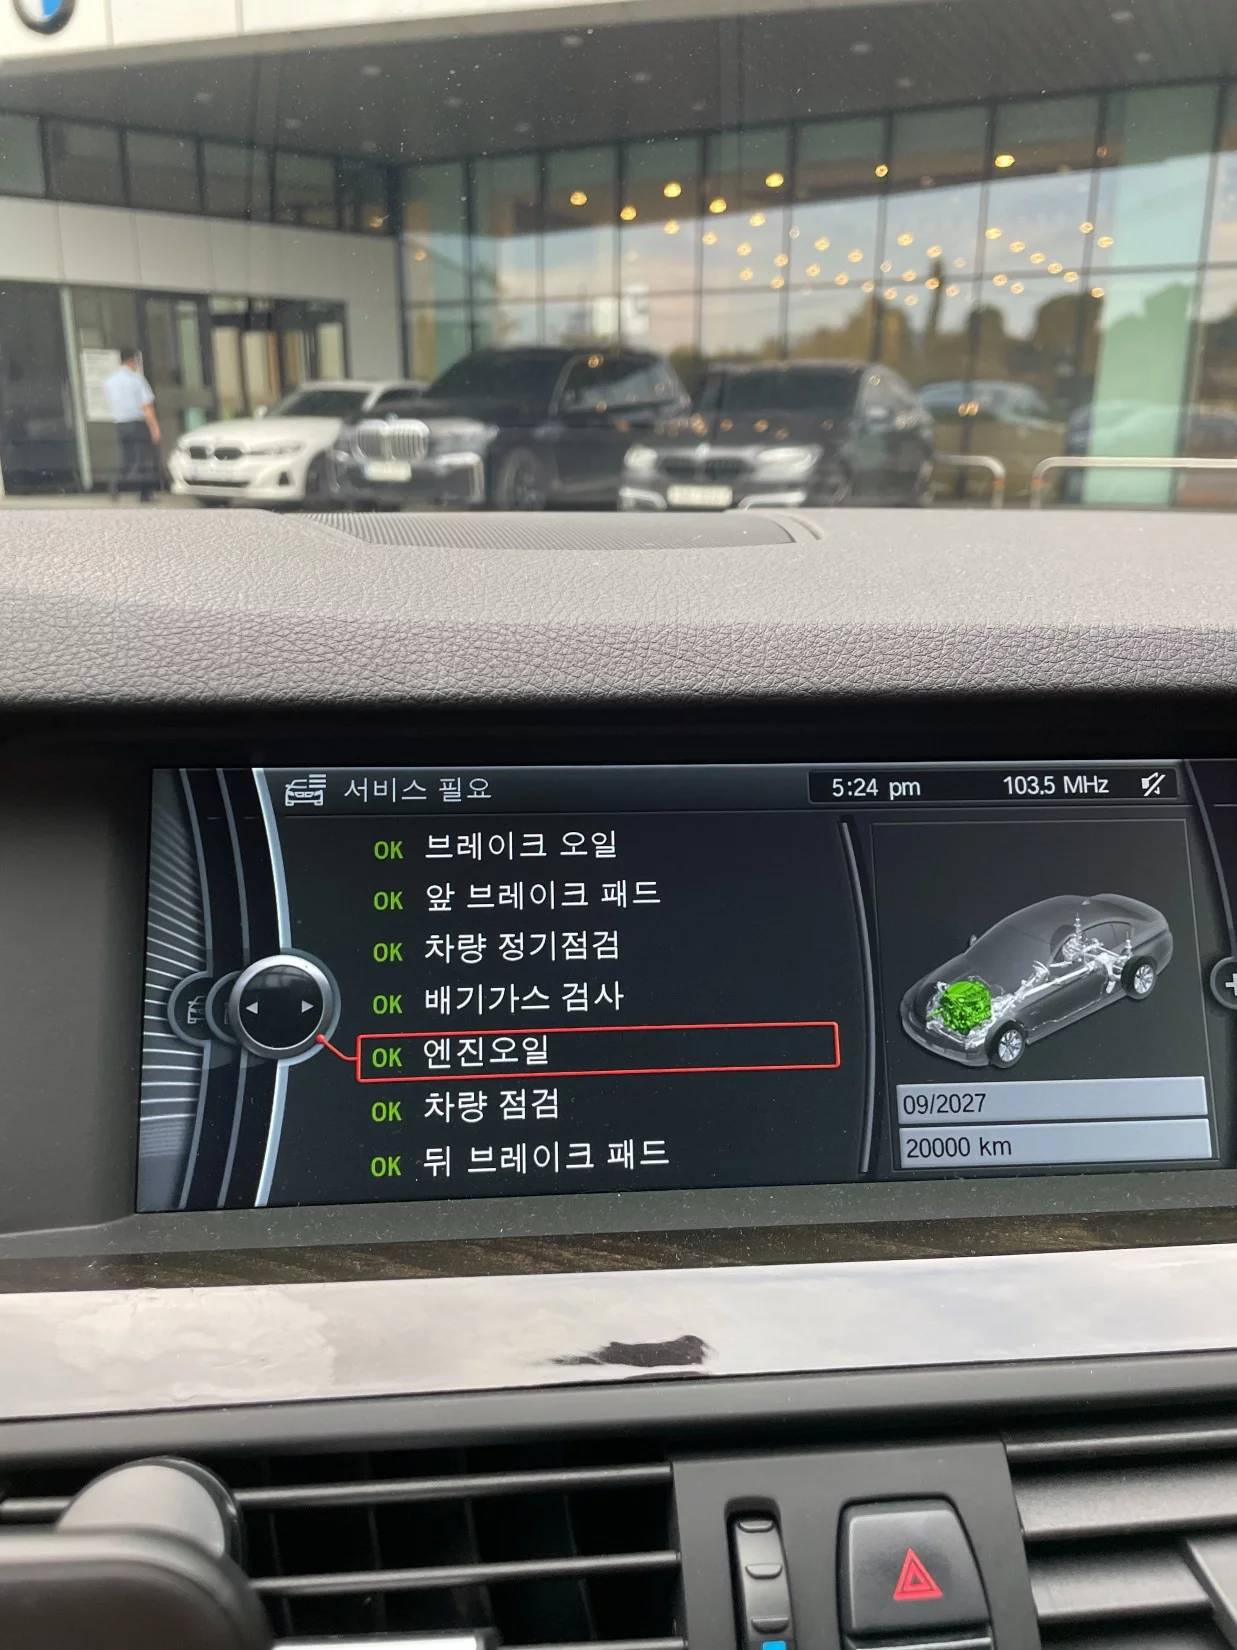 서비스 필요
5:24 pm 103.5 MHz
OK 브레이크 오일
OK 앞 브레이크 패드
OK 차량 정기점검
OK 배기가스 검사
OK 엔진오일
OK 차량 점검
OK 뒤 브레이크 패드
09/2027
20000 km